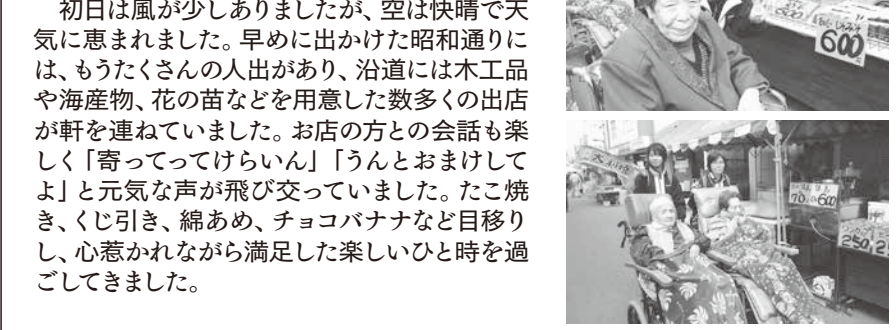 初日は風が少しありましたが、空は快晴で天
気に恵まれました。早めに出かけた昭和通りに
は、もうたくさんの人出があり、沿道には木工品
や海産物、花の苗などを用意した数多くの出店
が軒を連ねていました。お店の方との会話も楽
しく「寄ってってけらいん」「うんとおまけして
よ」と元気な声が飛び交っていました。たこ焼
き、くじ引き、綿あめ、チョコバナナなど目移り
し、心惹かれながら満足した楽しいひと時を過
ごしてきました。
600
70
600
250